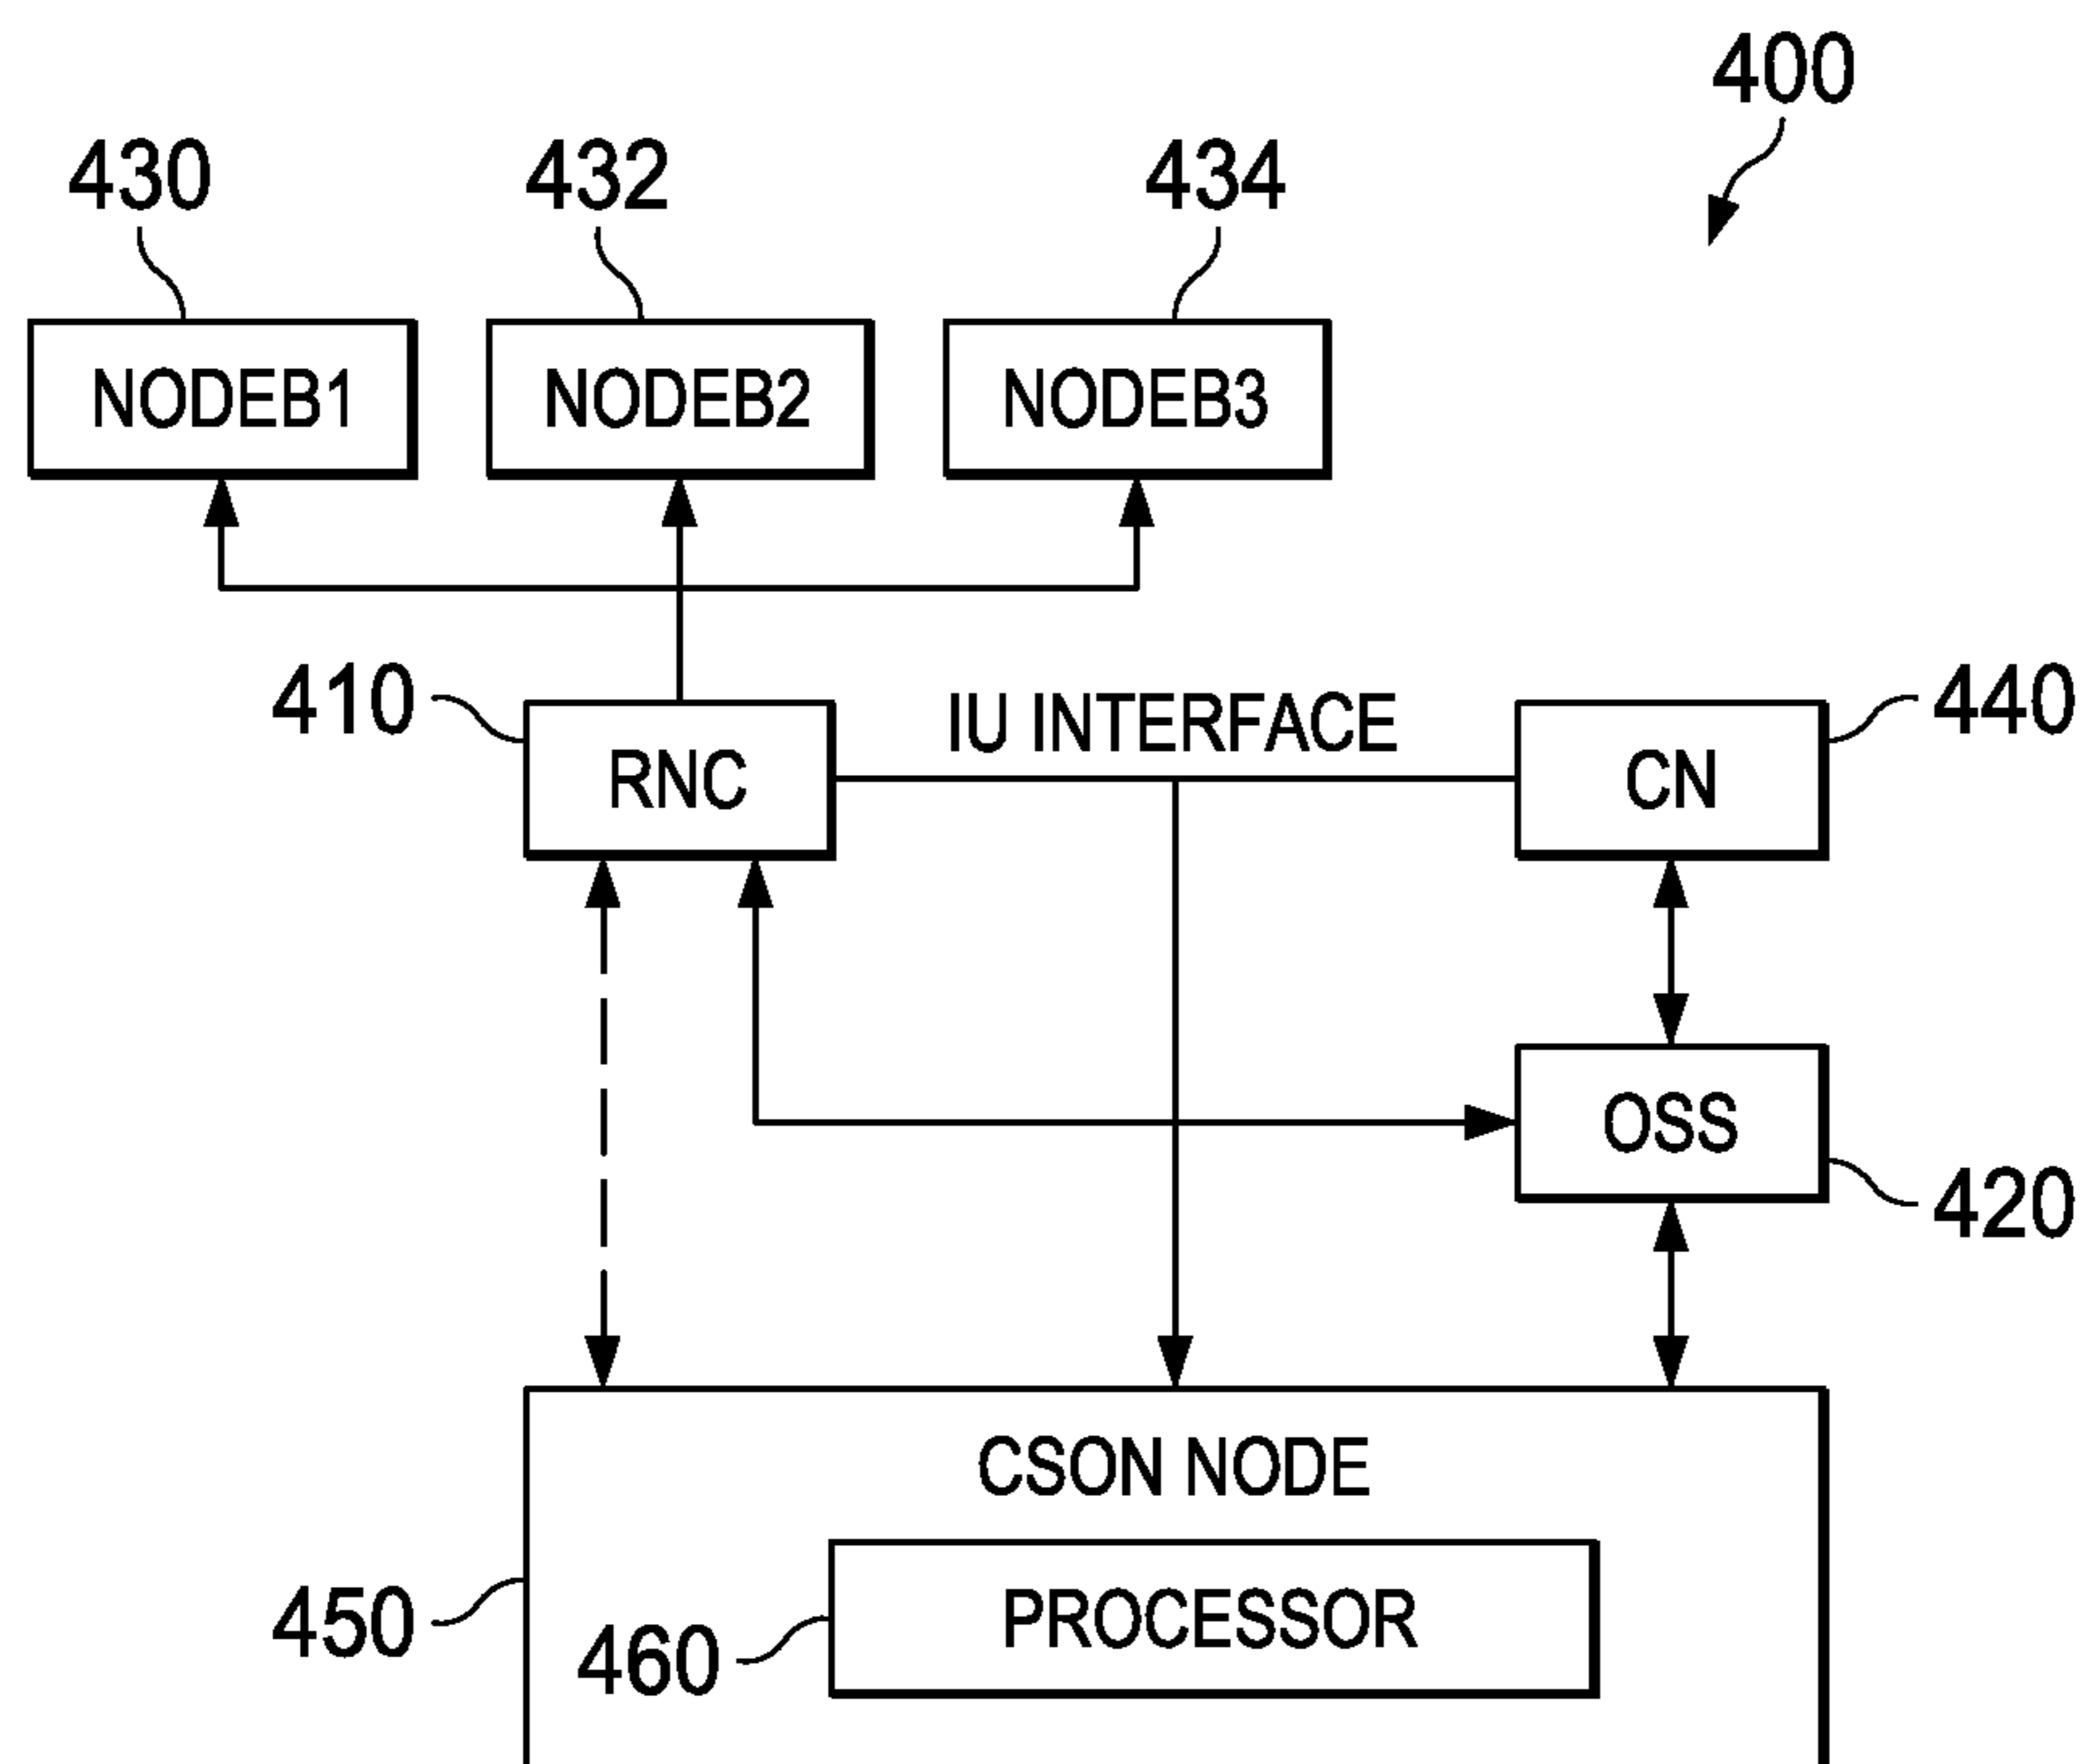 400
430
432
434
NODEB1
NODEB2
NODEB3
410
IU INTERFACE
440
RNC
CN
OSS
420
CSON NODE
450
460
PROCESSOR